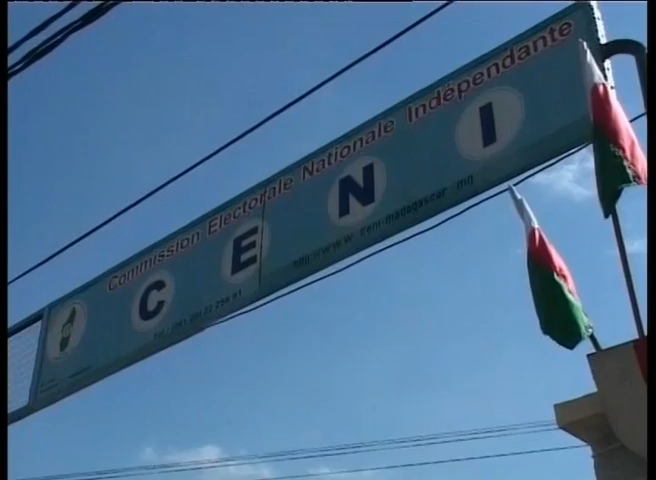 Commission Electorale Nationale Indépendante
C E N I
http://www.ceni-madagascar.mg